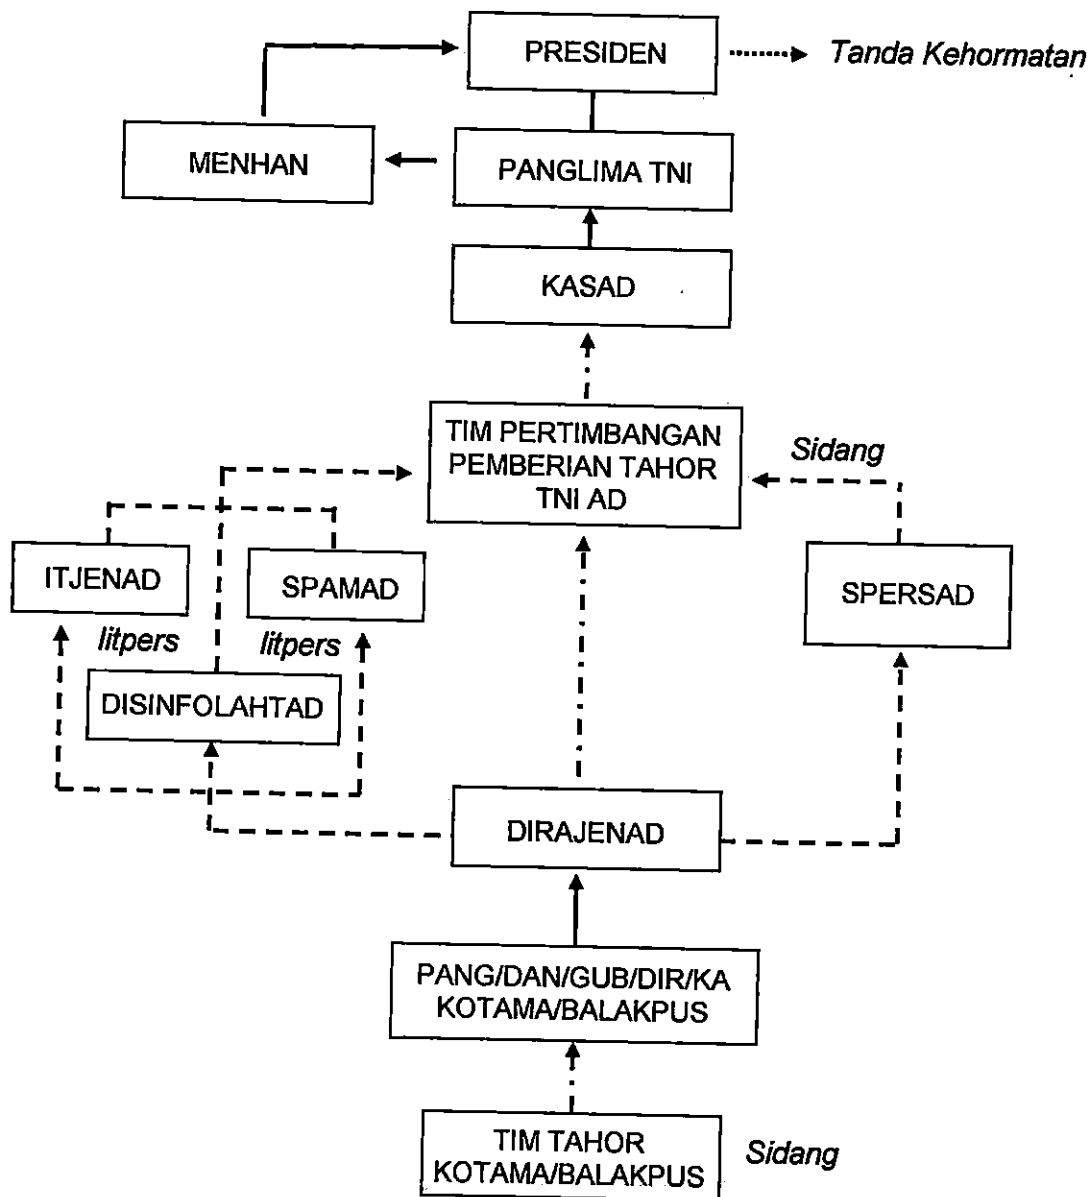 PRESIDEN
Tanda Kehormatan
MENHAN
PANGLIMA TNI
KASAD
TIM PERTIMBANGAN
PEMBERIAN TAHOR
TNI AD
Sidang
ITJENAD
SPAMAD
SPERSAD
litpers
litpers
DISINFOLAHTAD
DIRAJENAD
PANG/DAN/GUB/DIR/KA
KOTAMA/BALAKPUS
TIM TAHOR
KOTAMA/BALAKPUS
Sidang